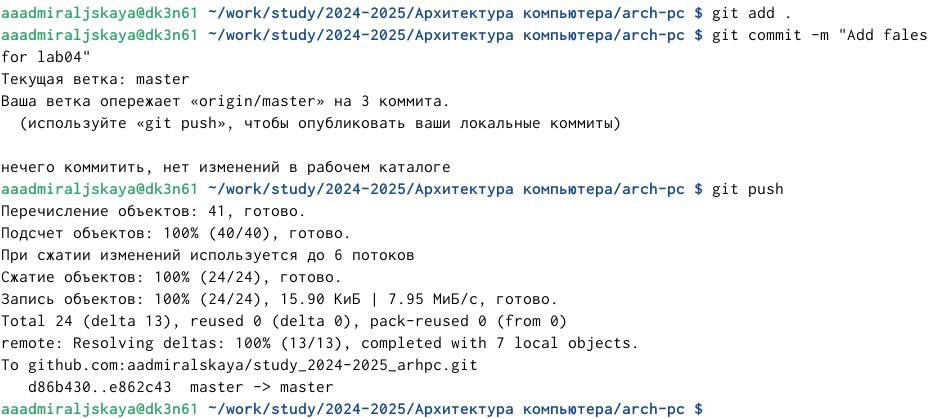 aaadmiraljskaya@dk3n61 ~/work/study/2024-2025/Архитектура компьютера/arch-pc $ git add .
aaadmiraljskaya@dk3n61 ~/work/study/2024-2025/Архитектура компьютера/arch-pc $ git commit -m "Add fales
for lab04"
Текущая ветка: master
Ваша ветка опережает «origin/master» на 3 коммита.
  (используйте «git push», чтобы опубликовать ваши локальные коммиты)

нечего коммитить, нет изменений в рабочем каталоге
aaadmiraljskaya@dk3n61 ~/work/study/2024-2025/Архитектура компьютера/arch-pc $ git push
Перечисление объектов: 41, готово.
Подсчет объектов: 100% (40/40), готово.
При сжатии изменений используется до 6 потоков
Сжатие объектов: 100% (24/24), готово.
Запись объектов: 100% (24/24), 15.90 КиБ | 7.95 МиБ/с, готово.
Total 24 (delta 13), reused 0 (delta 0), pack-reused 0 (from 0)
remote: Resolving deltas: 100% (13/13), completed with 7 local objects.
To github.com:aadmiralskaya/study_2024-2025_arhpc.git
   d86b430..e862c43  master -> master
aaadmiraljskaya@dk3n61 ~/work/study/2024-2025/Архитектура компьютера/arch-pc $